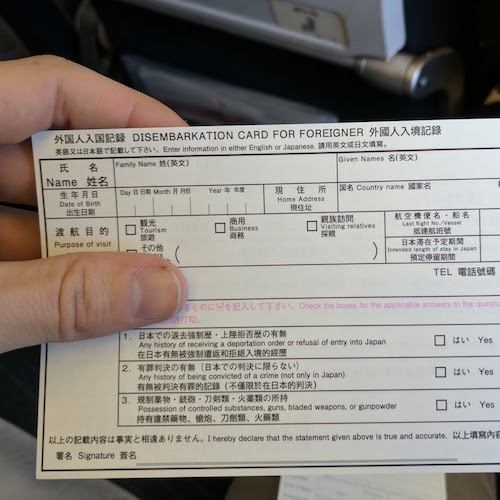 外国人入国記録 DISEMBARKATION CARD FOR FOREIGNER 外國人入境記錄
英語又は日本語で記載して下さい。Enter information in either English or Japanese. 請用英文或日文填寫。
氏 名
Name 姓名
Family Name 姓(英文)
Given Names 名(英文)
生 年 月 日
Date of Birth
出生日期
Day 日 日期 Month 月 月份 Year 年 年度
現 住 所
Home Address
現住址
国名 Country name 國家名
渡 航 目 的
Purpose of visit
観光
Tourism
旅遊
商用
Business
商務
親族訪問
Visiting relatives
探親
その他
航空機便名・船名
Last flight No./Vessel
抵達航班號
日本滞在予定期間
Intended length of stay in Japan
預定停留期間
TEL 電話號碼
るものに✓を記入して下さい。Check the boxes for the applicable answers to the questio
打勾。
1. 日本での退去強制歴・上陸拒否歴の有無
Any history of receiving a deportation order or refusal of entry into Japan
在日本有無被強制遣返和拒絕入境的經歷
はい Yes
2. 有罪判決の有無(日本での判決に限らない)
Any history of being convicted of a crime (not only in Japan)
有無被判決有罪的記錄(不僅限於在日本的判決)
はい Yes
3. 規制薬物・銃砲・刀剣類・火薬類の所持
Possession of controlled substances, guns, bladed weapons, or gunpowder
持有違禁藥物、槍炮、刀劍類、火藥類
はい Yes
以上の記載内容は事実と相違ありません。I hereby declare that the statement given above is true and accurate. 以上填寫內容
署名 Signature 簽名